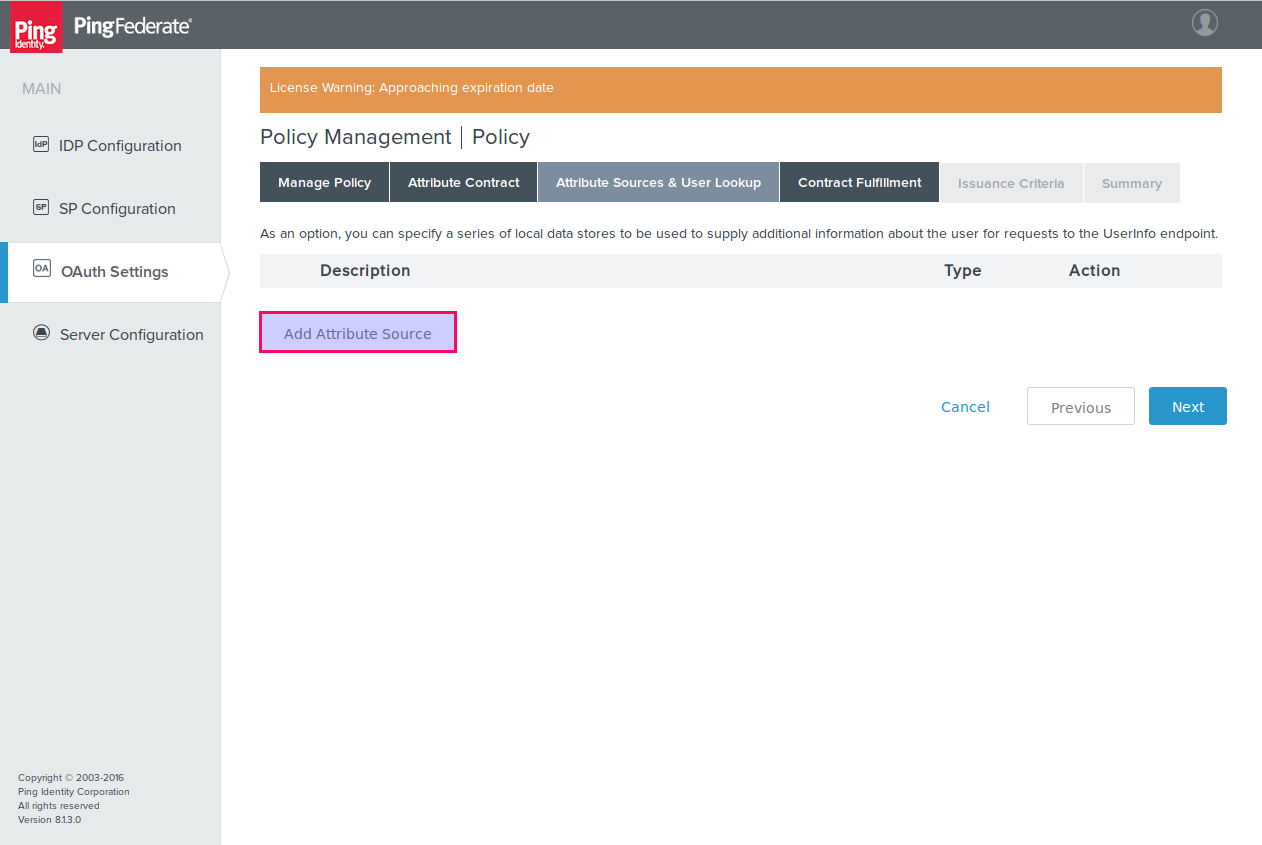 Ping
Identity.
PingFederate®
MAIN
IdP IDP Configuration
SP SP Configuration
OA OAuth Settings
Server Configuration
License Warning: Approaching expiration date
Policy Management | Policy
Manage Policy Attribute Contract Attribute Sources & User Lookup Contract Fulfillment Issuance Criteria Summary
As an option, you can specify a series of local data stores to be used to supply additional information about the user for requests to the UserInfo endpoint.
Description Type Action
Add Attribute Source
Cancel Previous Next
Copyright © 2003-2016
Ping Identity Corporation
All rights reserved
Version 8.1.3.0